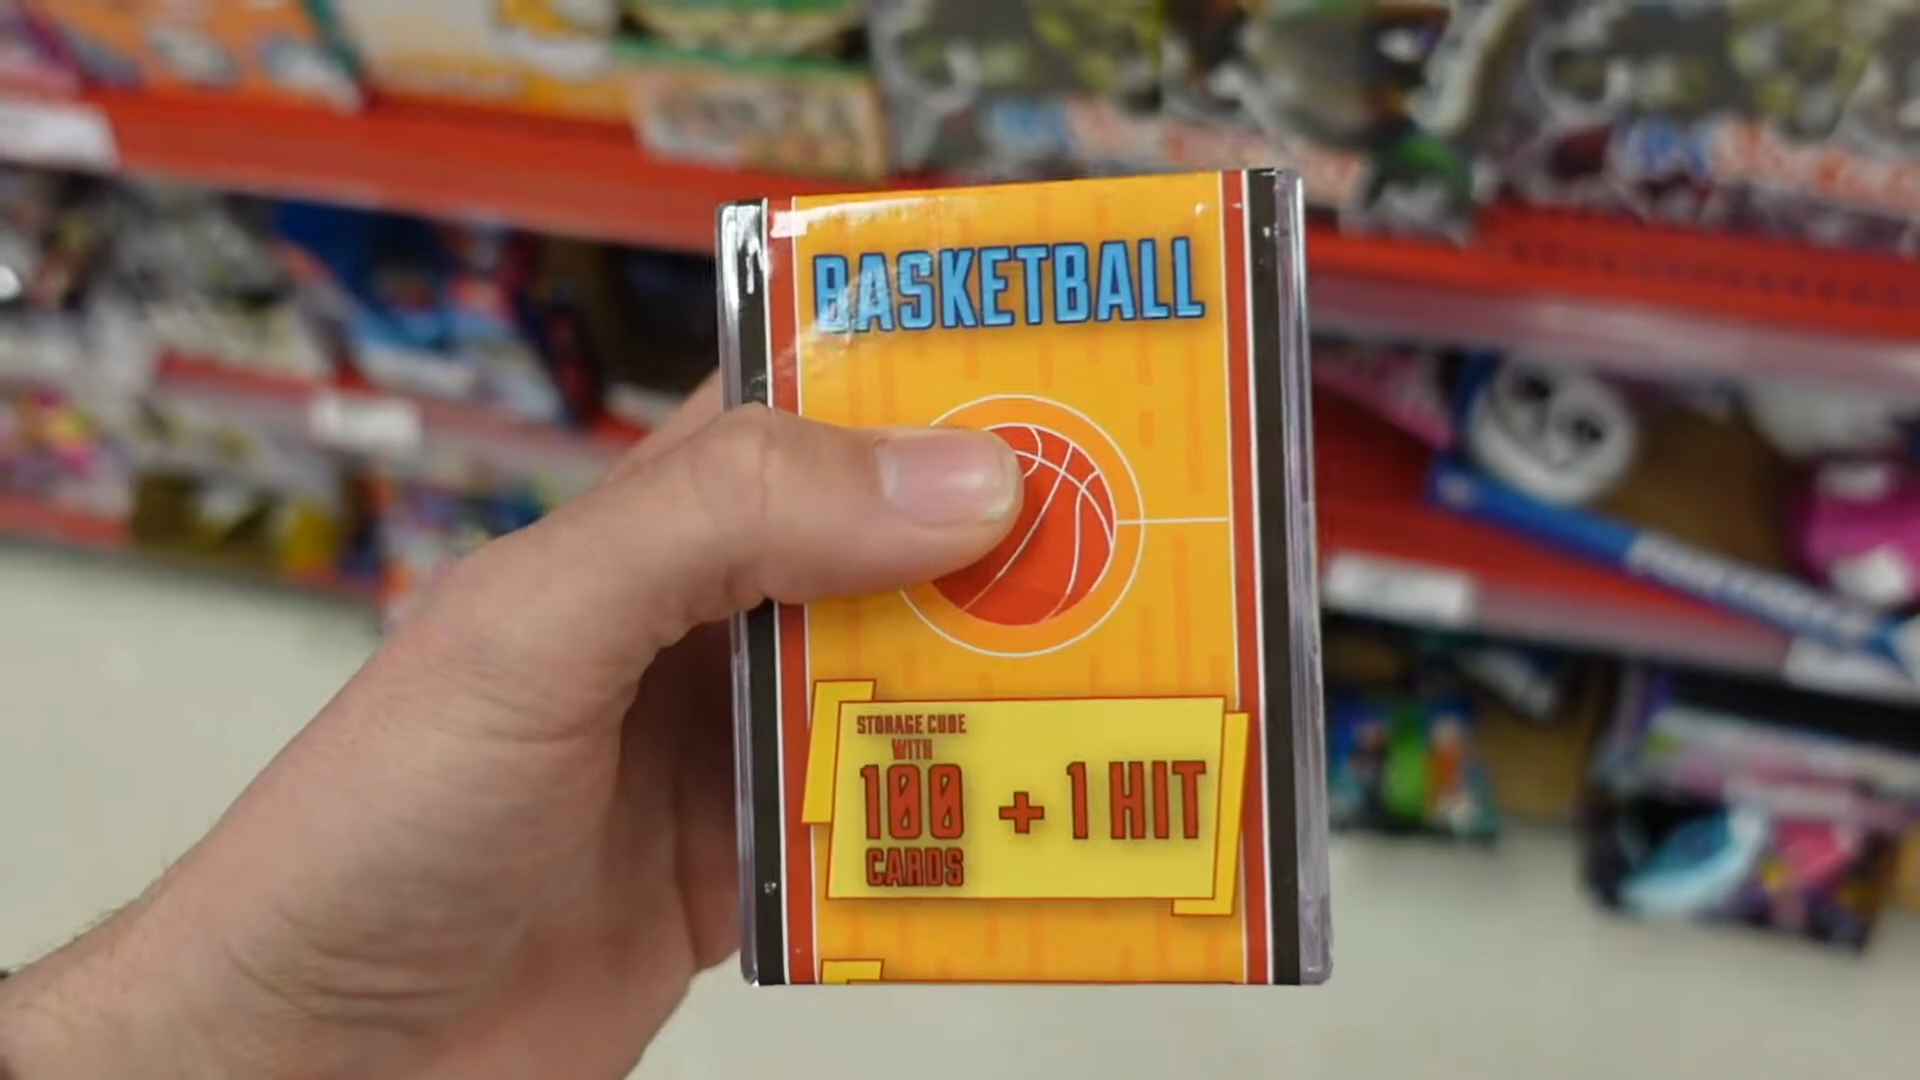 BASKETBALL
STORAGE CUBE
WITH
100
CARDS
+ 1 HIT